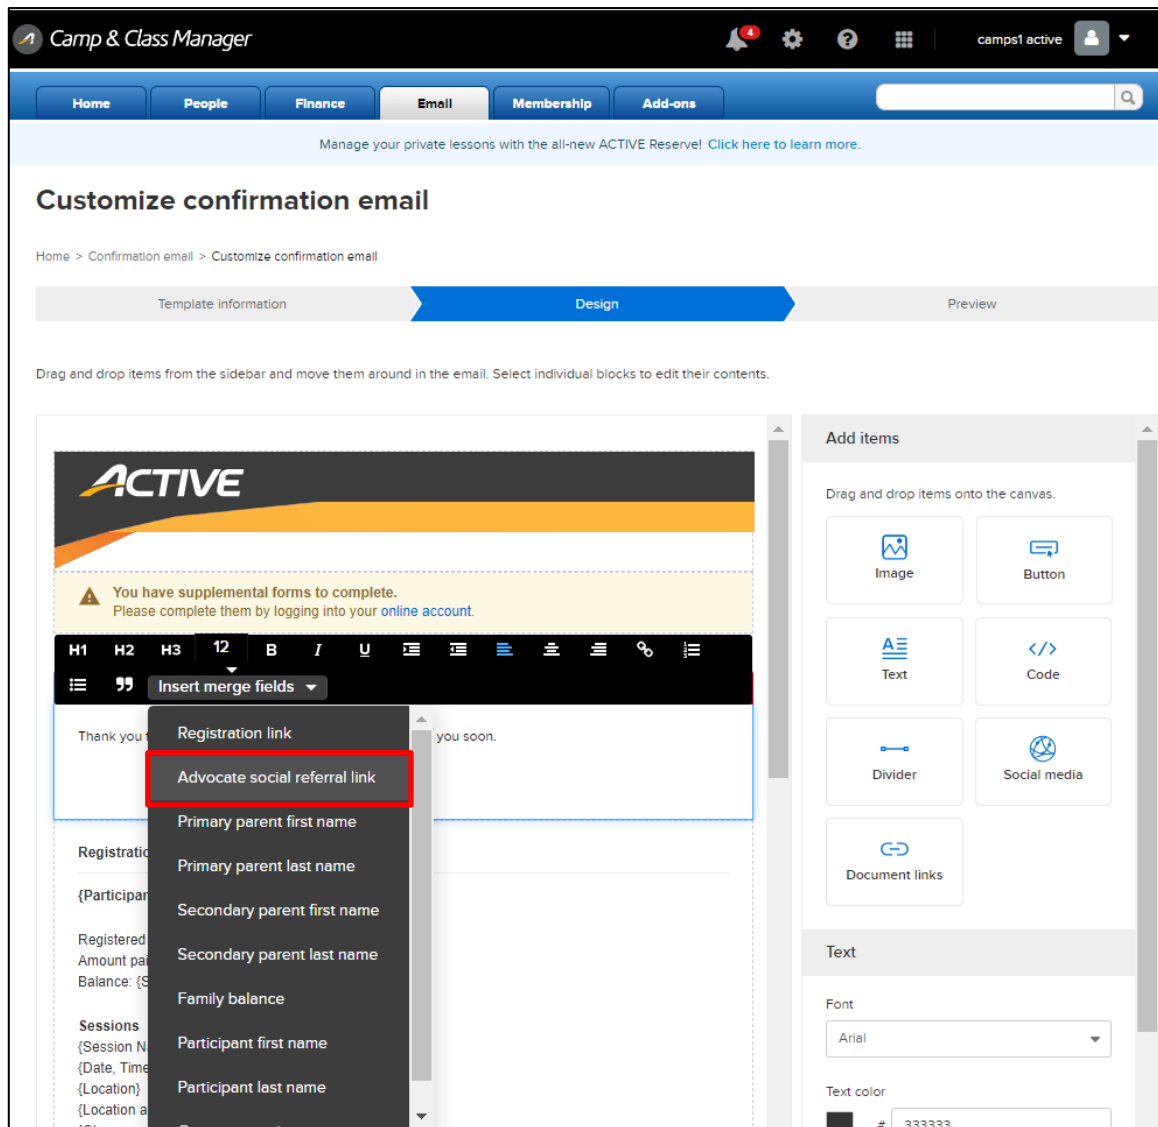 Camp & Class Manager
4
camps1 active
Home People Finance Email Membership Add-ons
Manage your private lessons with the all-new ACTIVE Reserve! Click here to learn more.
Customize confirmation email
Home > Confirmation email > Customize confirmation email
Template information Design Preview
Drag and drop items from the sidebar and move them around in the email. Select individual blocks to edit their contents.
ACTIVE
You have supplemental forms to complete.
Please complete them by logging into your online account.
H1 H2 H3 12 B I U
Insert merge fields
Thank you you soon.
Registration link
Advocate social referral link
Primary parent first name
Primary parent last name
Secondary parent first name
Secondary parent last name
Family balance
Participant first name
Participant last name
Registratio
{Participar
Registered
Amount pai
Balance: {S
Sessions
{Session N
{Date, Time
{Location}
{Location a
Add items
Drag and drop items onto the canvas.
Image
Button
Text
Code
Divider
Social media
Document links
Text
Font
Arial
Text color
# 333333